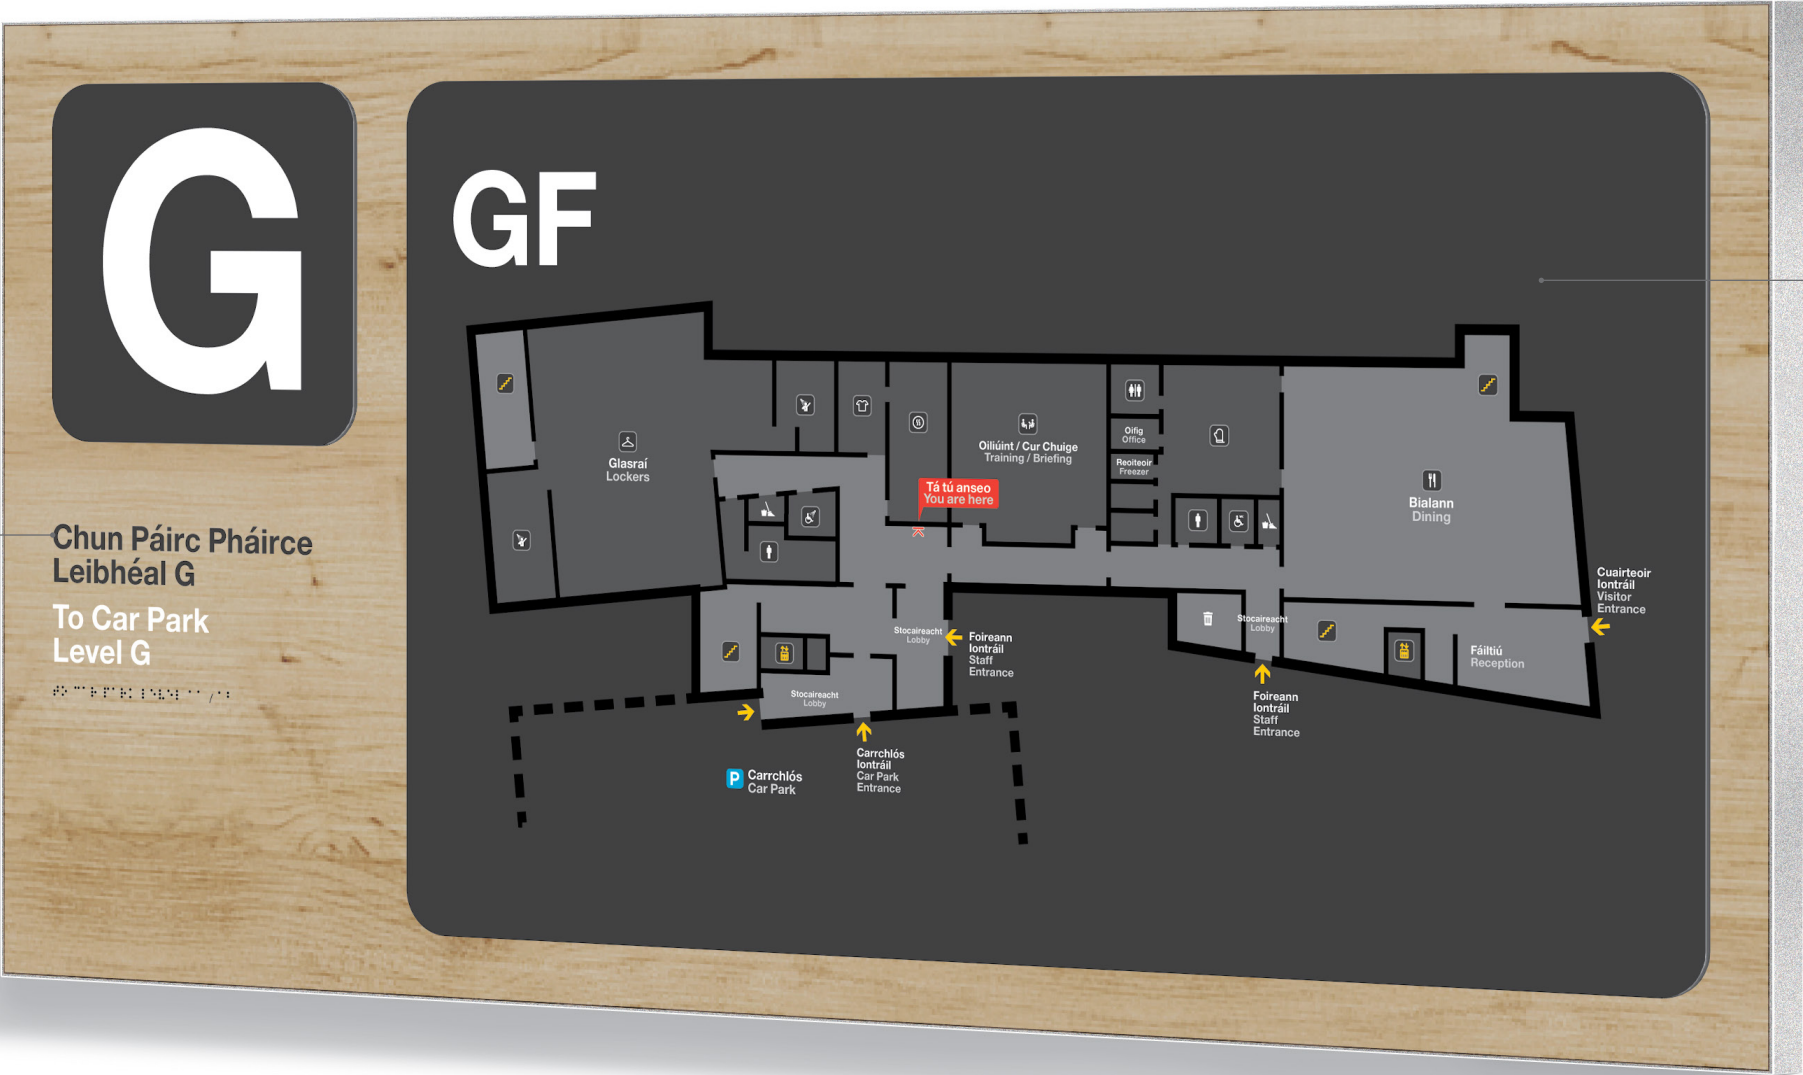 G
Chun Páirc Pháirce
Leibhéal G
To Car Park
Level G
GF
Glasraí
Lockers
Tá tú anseo
You are here
Oiliúint / Cur Chuige
Training / Briefing
Oifig
Office
Reoiteoir
Freezer
Bialann
Dining
Cuairteoir
Iontráil
Visitor
Entrance
Stocaireacht
Lobby
Foireann
Iontráil
Staff
Entrance
Stocaireacht
Lobby
Fáiltiú
Reception
Stocaireacht
Lobby
Foireann
Iontráil
Staff
Entrance
Carrchlós
Iontráil
Car Park
Entrance
P Carrchlós
Car Park